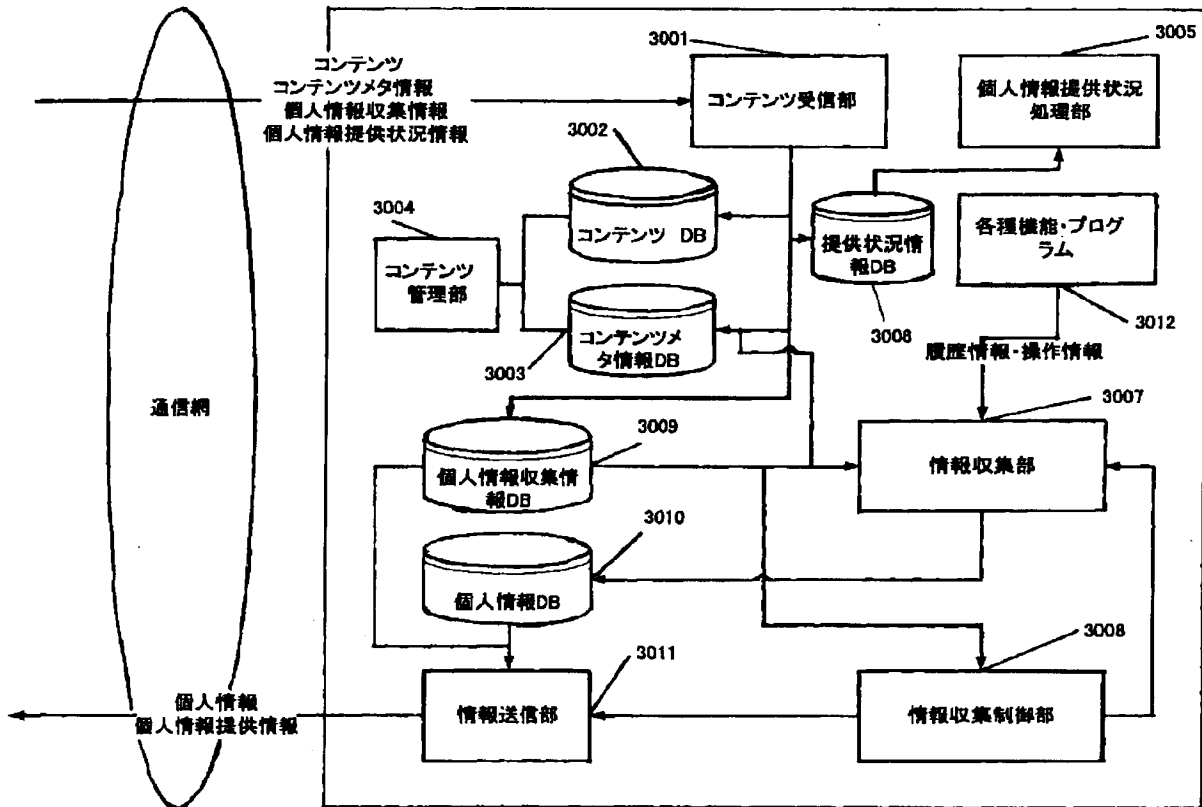 コンテンツ
コンテンツメタ情報
個人情報収集情報
個人情報提供状況情報
3001
コンテンツ受信部
3005
個人情報提供状況
処理部
3002
コンテンツ DB
3004
コンテンツ
管理部
提供状況情
報DB
3006
各種機能・プログ
ラム
3012
コンテンツメ
タ情報DB
3003
履歴情報・操作情報
通信網
3007
情報収集部
3009
個人情報収集情
報DB
3010
個人情報DB
3008
情報収集制御部
3011
情報送信部
個人情報
個人情報提供情報